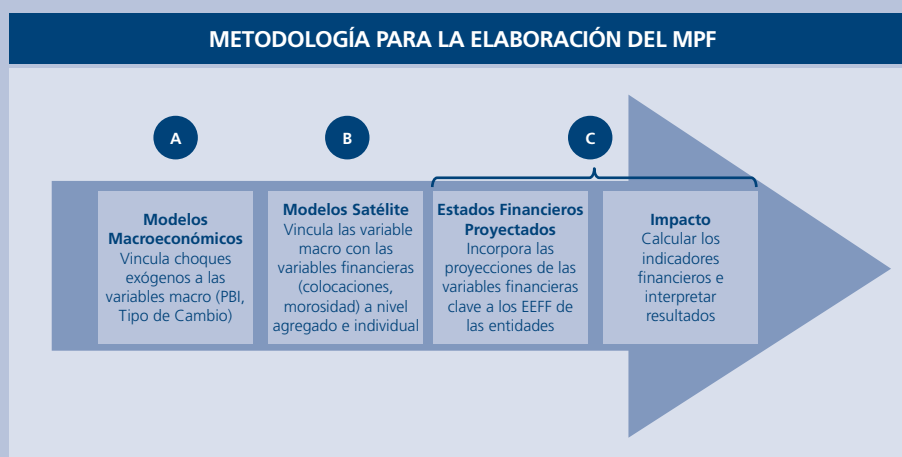 METODOLOGÍA PARA LA ELABORACIÓN DEL MPF
A
B
C
Modelos
Macroeconómicos
Vincula choques
exógenos a las
variables macro (PBI,
Tipo de Cambio)
Modelos Satélite
Vincula las variable
macro con las
variables financieras
(colocaciones,
morosidad) a nivel
agregado e individual
Estados Financieros
Proyectados
Incorpora las
proyecciones de las
variables financieras
clave a los EEFF de
las entidades
Impacto
Calcular los
indicadores
financieros e
interpretar
resultados